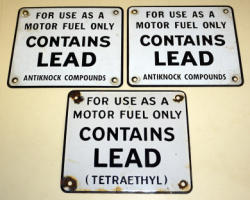 FOR USE AS A
MOTOR FUEL ONLY
CONTAINS
LEAD
ANTIKNOCK COMPOUNDS
FOR USE AS A
MOTOR FUEL ONLY
CONTAINS
LEAD
ANTIKNOCK COMPOUNDS
FOR USE AS A
MOTOR FUEL ONLY
CONTAINS
LEAD
(TETRAETHYL)